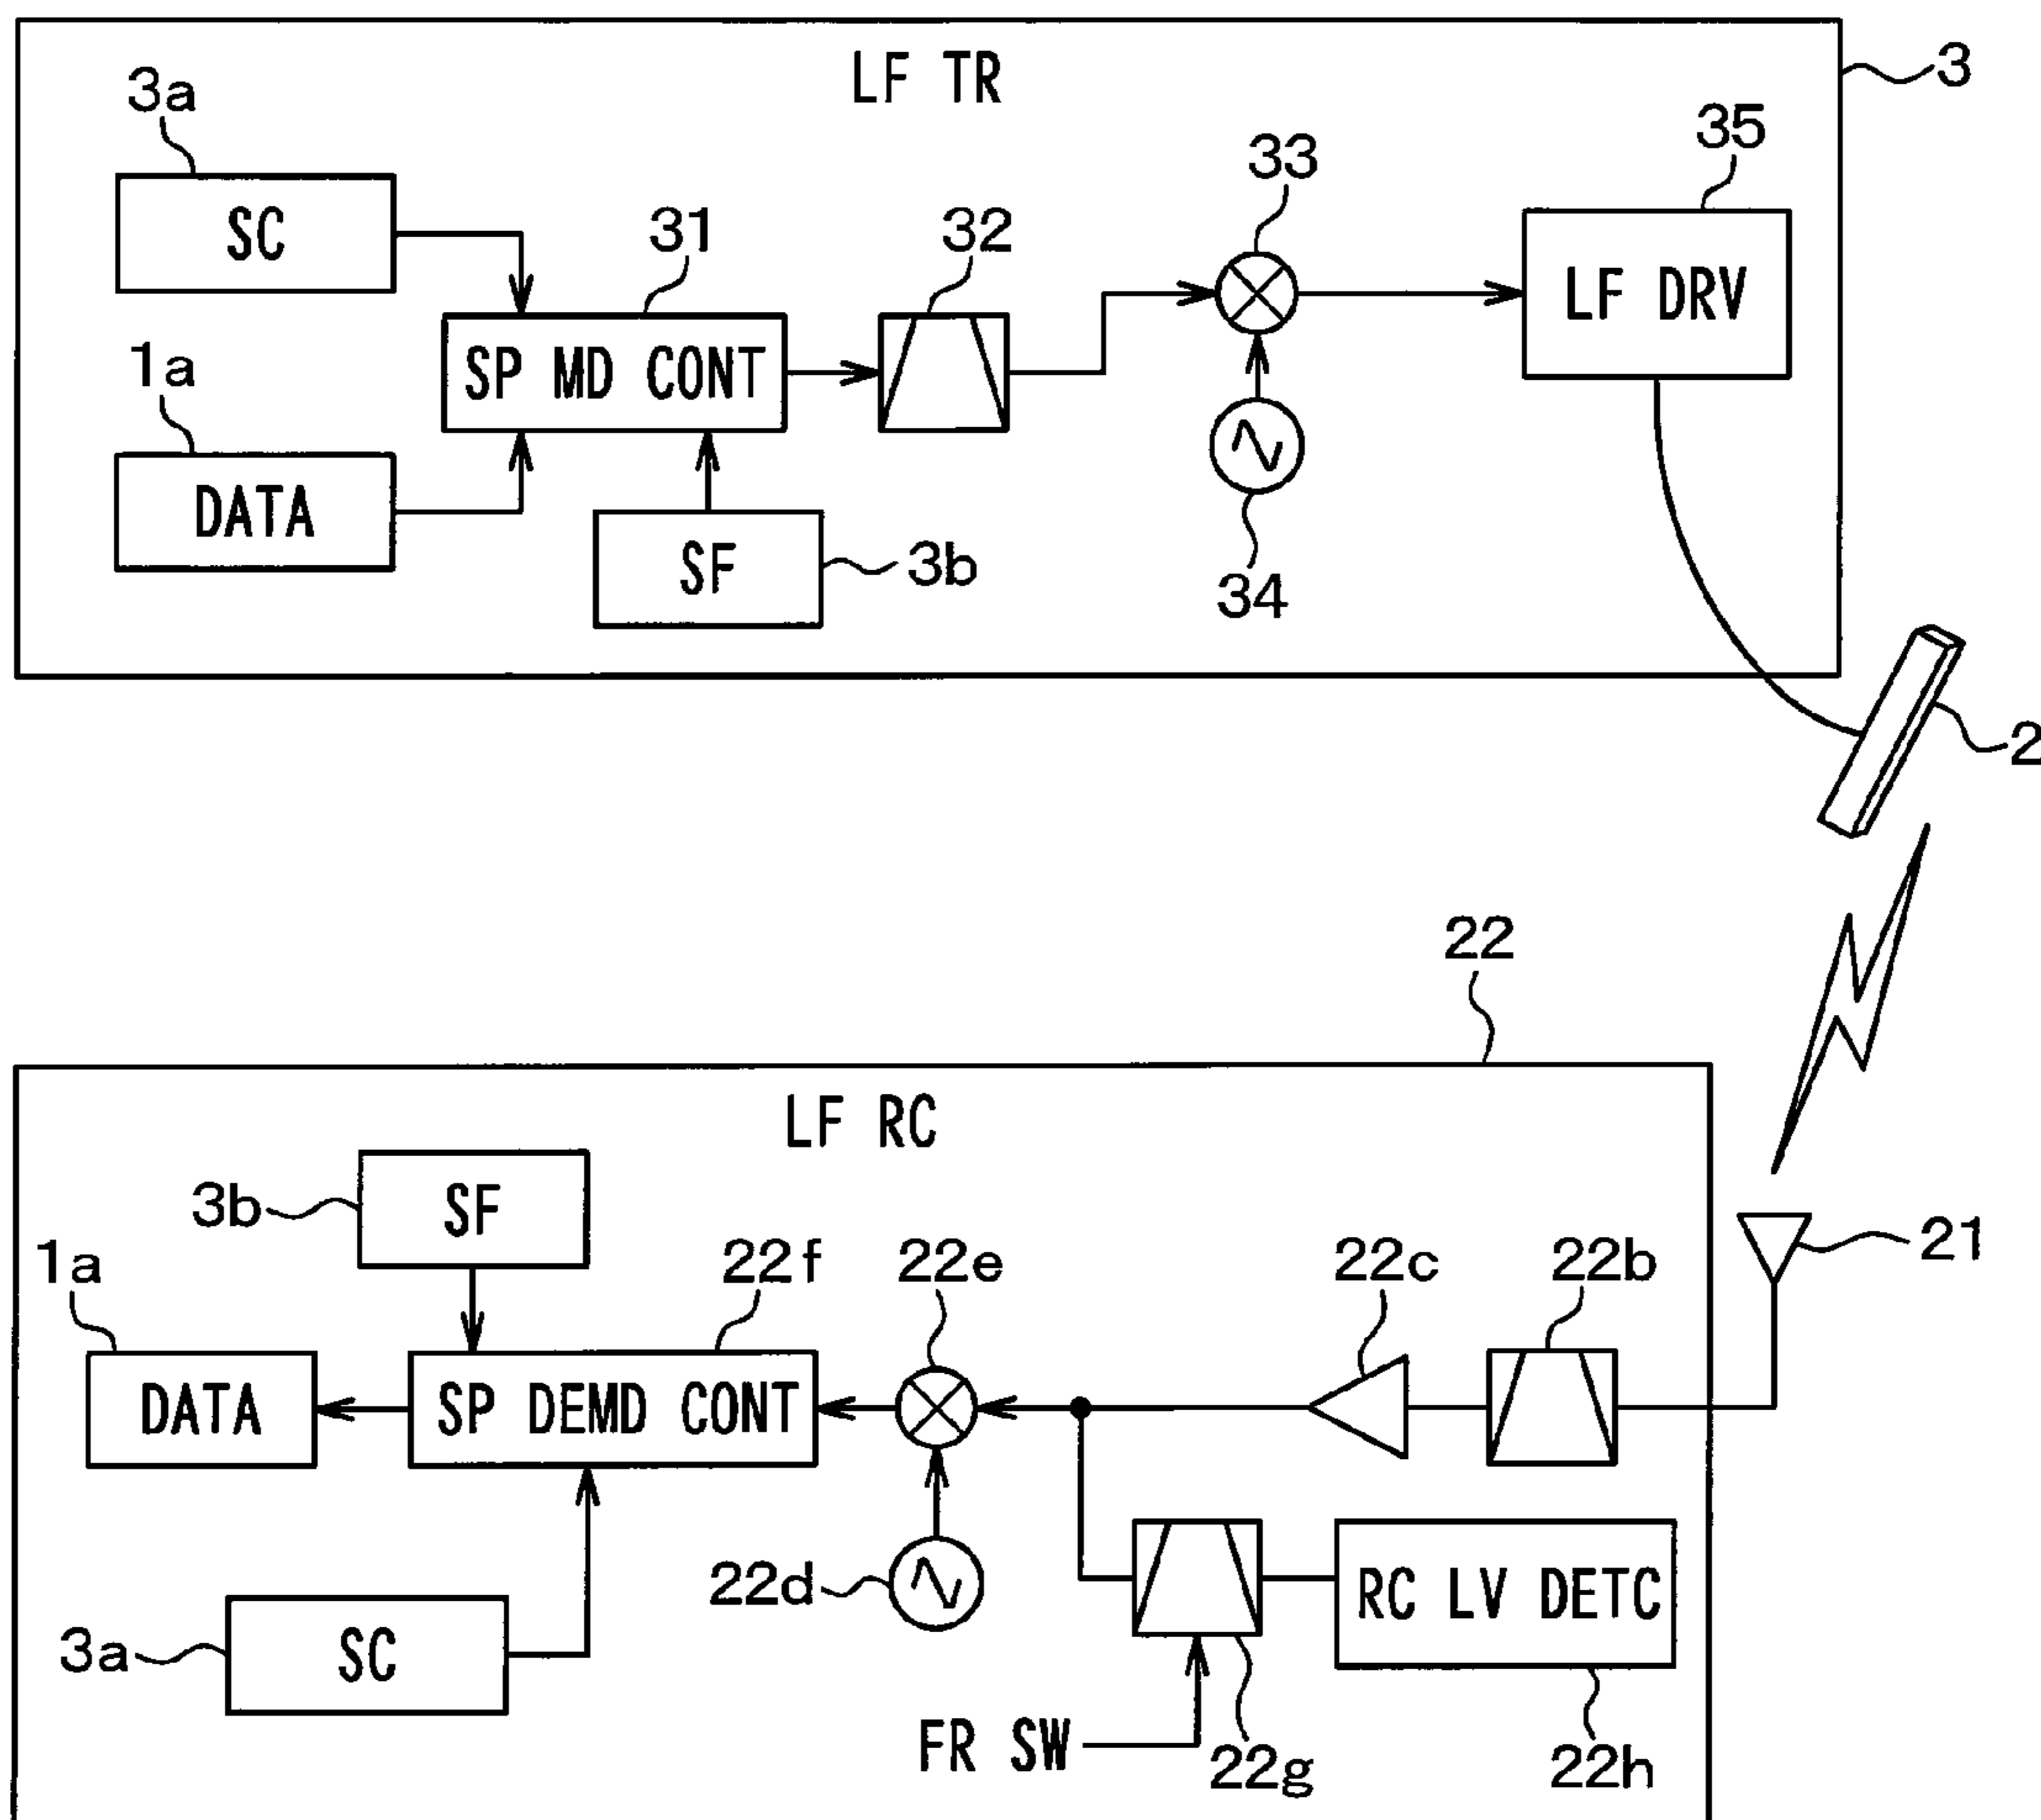 LF TR
3
3a
SC
33
35
31
32
LF DRV
1a
SP MD CONT
DATA
SF
3b
34
2
22
LF RC
3b
SF
21
1a
22f
22e
22c
22b
DATA
SP DEMD CONT
22d
RC LV DETC
3a
SC
FR SW
22g
22h